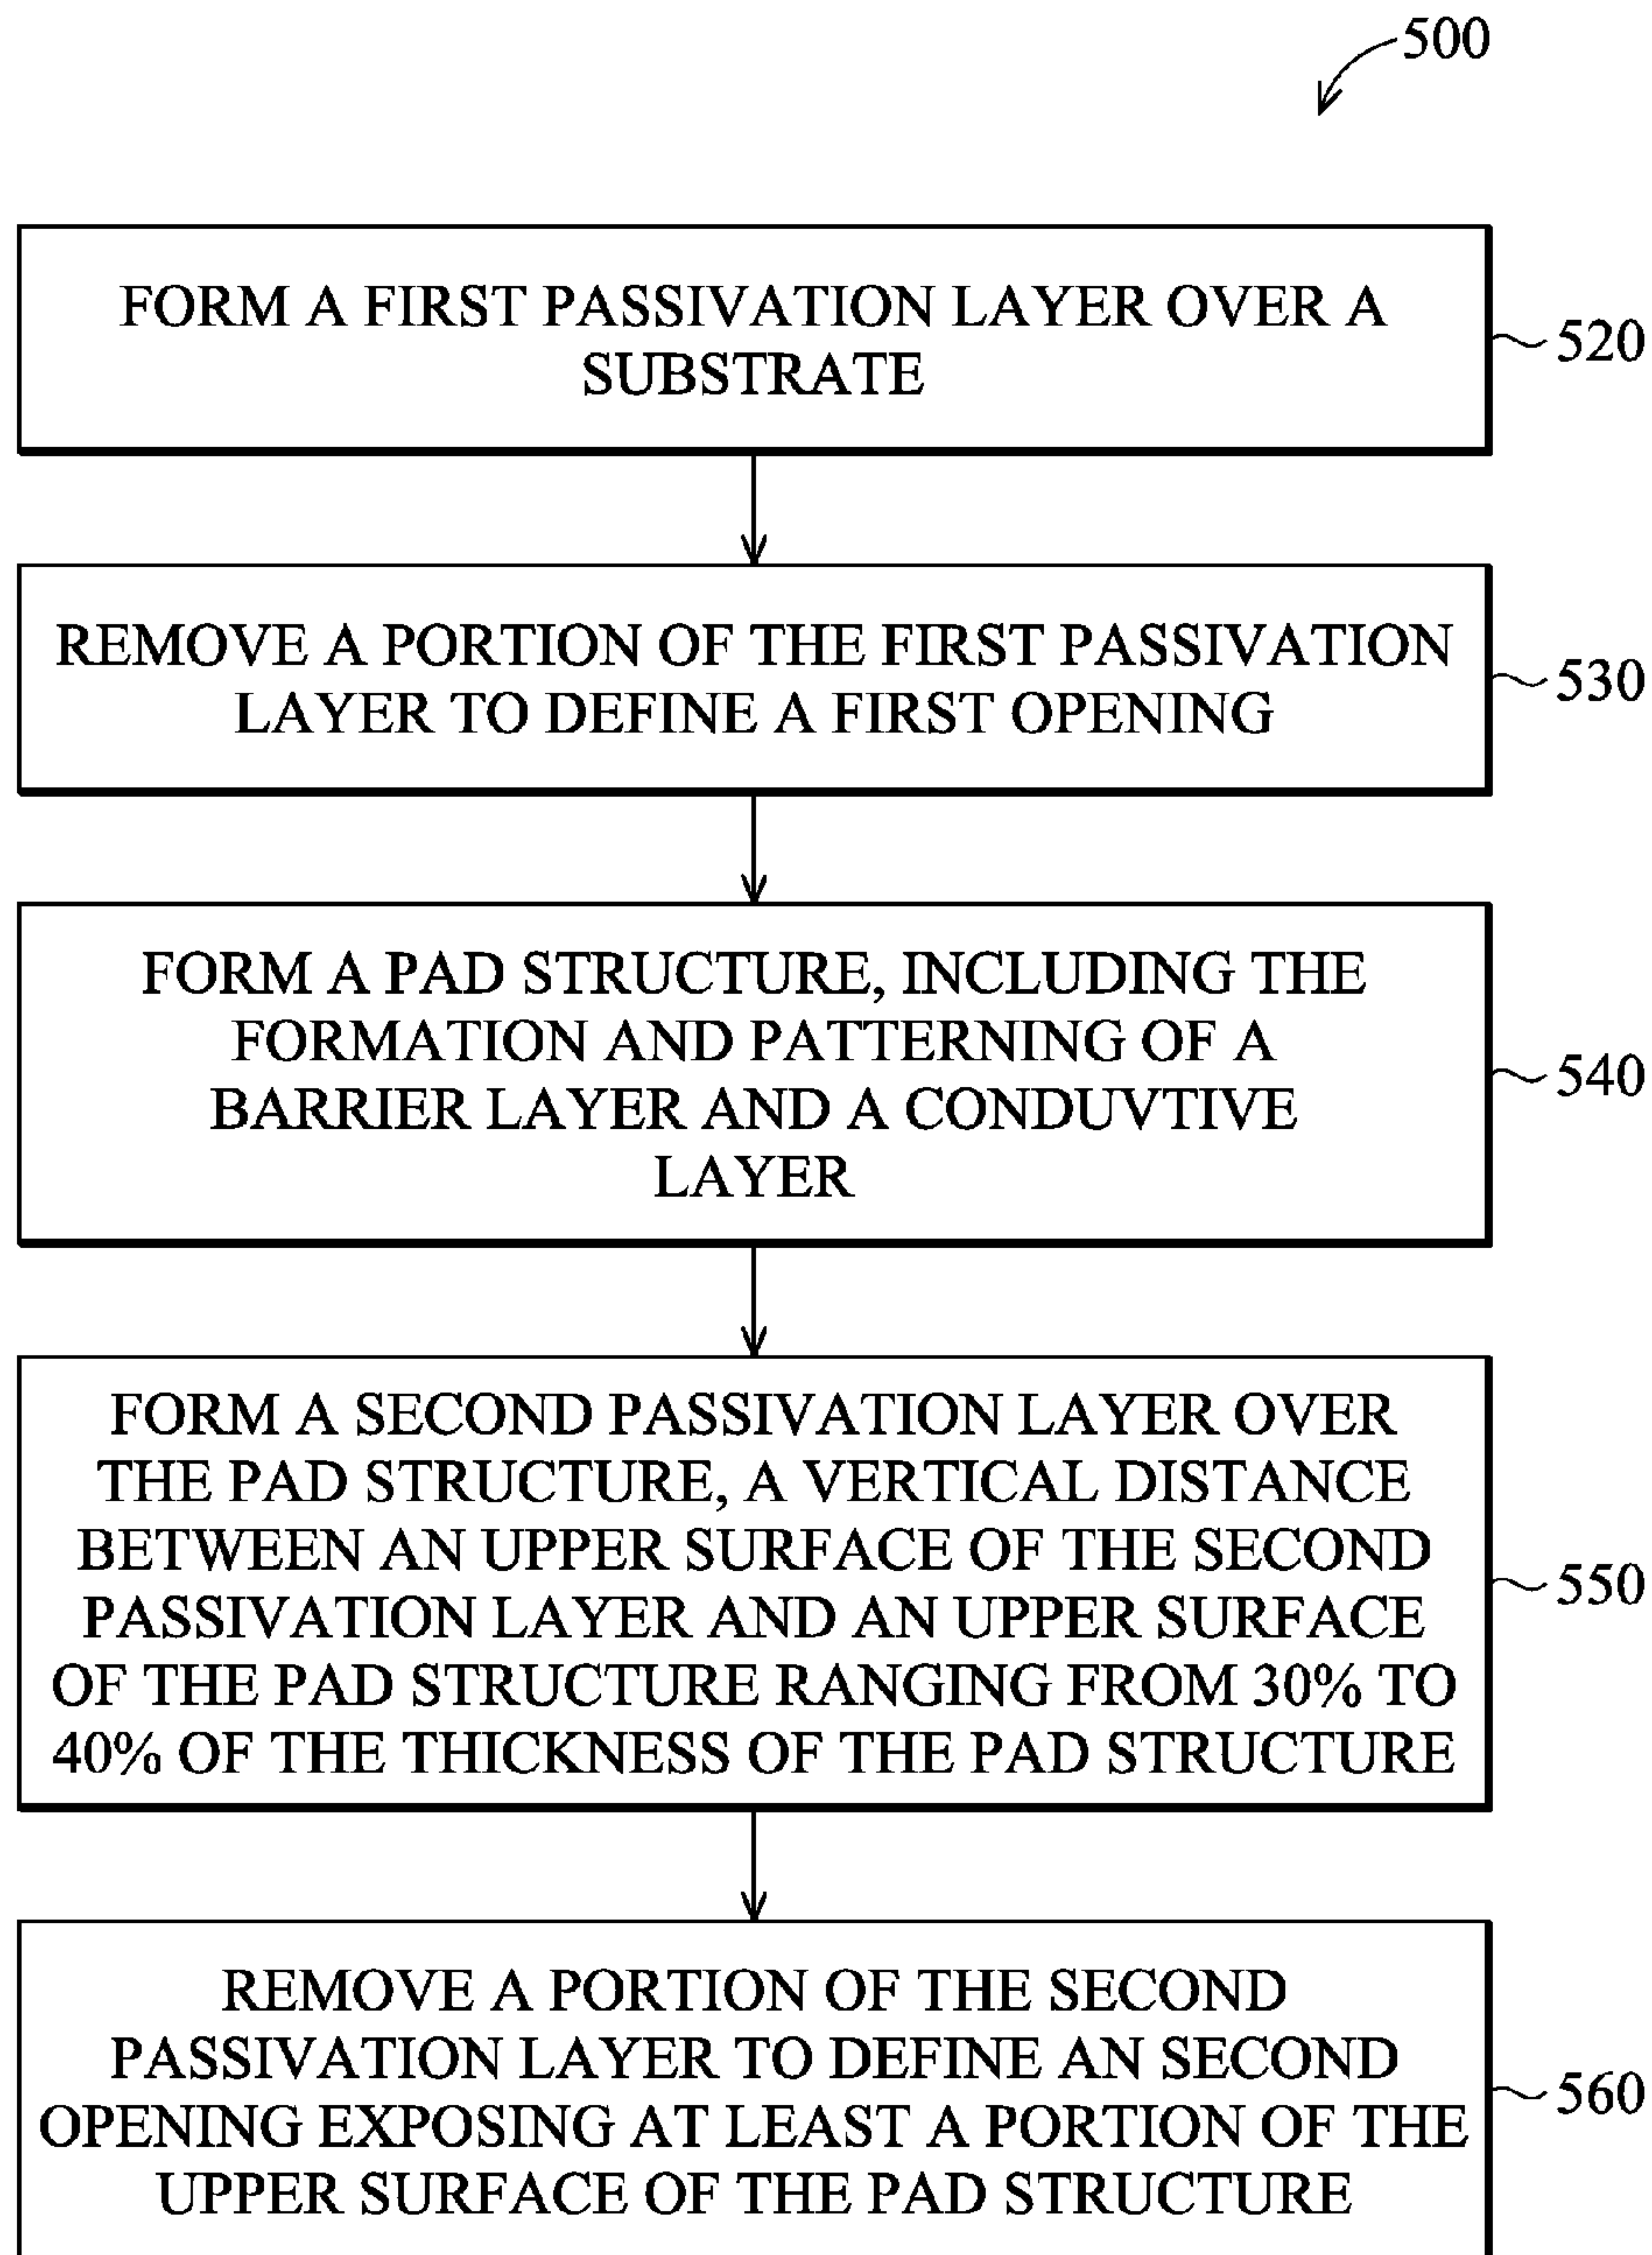 500
FORM A FIRST PASSIVATION LAYER OVER A
SUBSTRATE
520
REMOVE A PORTION OF THE FIRST PASSIVATION
LAYER TO DEFINE A FIRST OPENING
530
FORM A PAD STRUCTURE, INCLUDING THE
FORMATION AND PATTERNING OF A
BARRIER LAYER AND A CONDUVTIVE
LAYER
540
FORM A SECOND PASSIVATION LAYER OVER
THE PAD STRUCTURE, A VERTICAL DISTANCE
BETWEEN AN UPPER SURFACE OF THE SECOND
PASSIVATION LAYER AND AN UPPER SURFACE
OF THE PAD STRUCTURE RANGING FROM 30% TO
40% OF THE THICKNESS OF THE PAD STRUCTURE
550
REMOVE A PORTION OF THE SECOND
PASSIVATION LAYER TO DEFINE AN SECOND
OPENING EXPOSING AT LEAST A PORTION OF THE
UPPER SURFACE OF THE PAD STRUCTURE
560